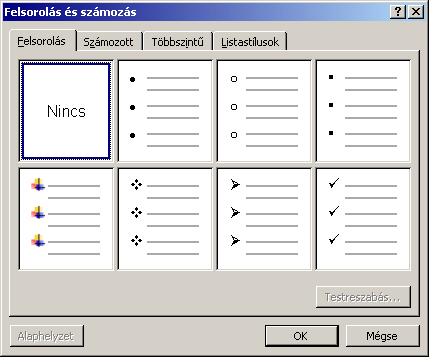 Felsorolás és számozás
Felsorolás Számozott Többszintű Listastílusok
Nincs
Testreszabás...
Alaphelyzet OK Mégse